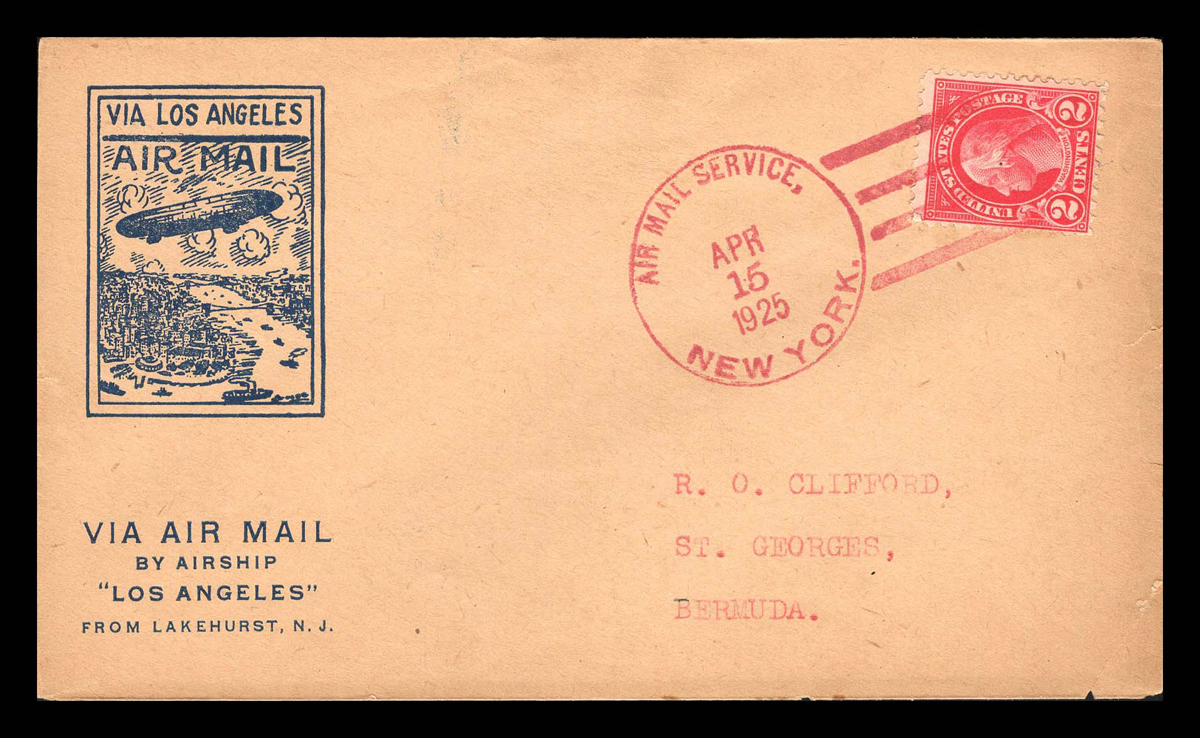 VIA LOS ANGELES
AIR MAIL
AIR MAIL SERVICE,
APR
15
1925
NEW YORK.
UNITED STATES POSTAGE
2 CENTS 2
R. O. CLIFFORD,
ST. GEORGES,
BERMUDA.
VIA AIR MAIL
BY AIRSHIP
"LOS ANGELES"
FROM LAKEHURST, N. J.